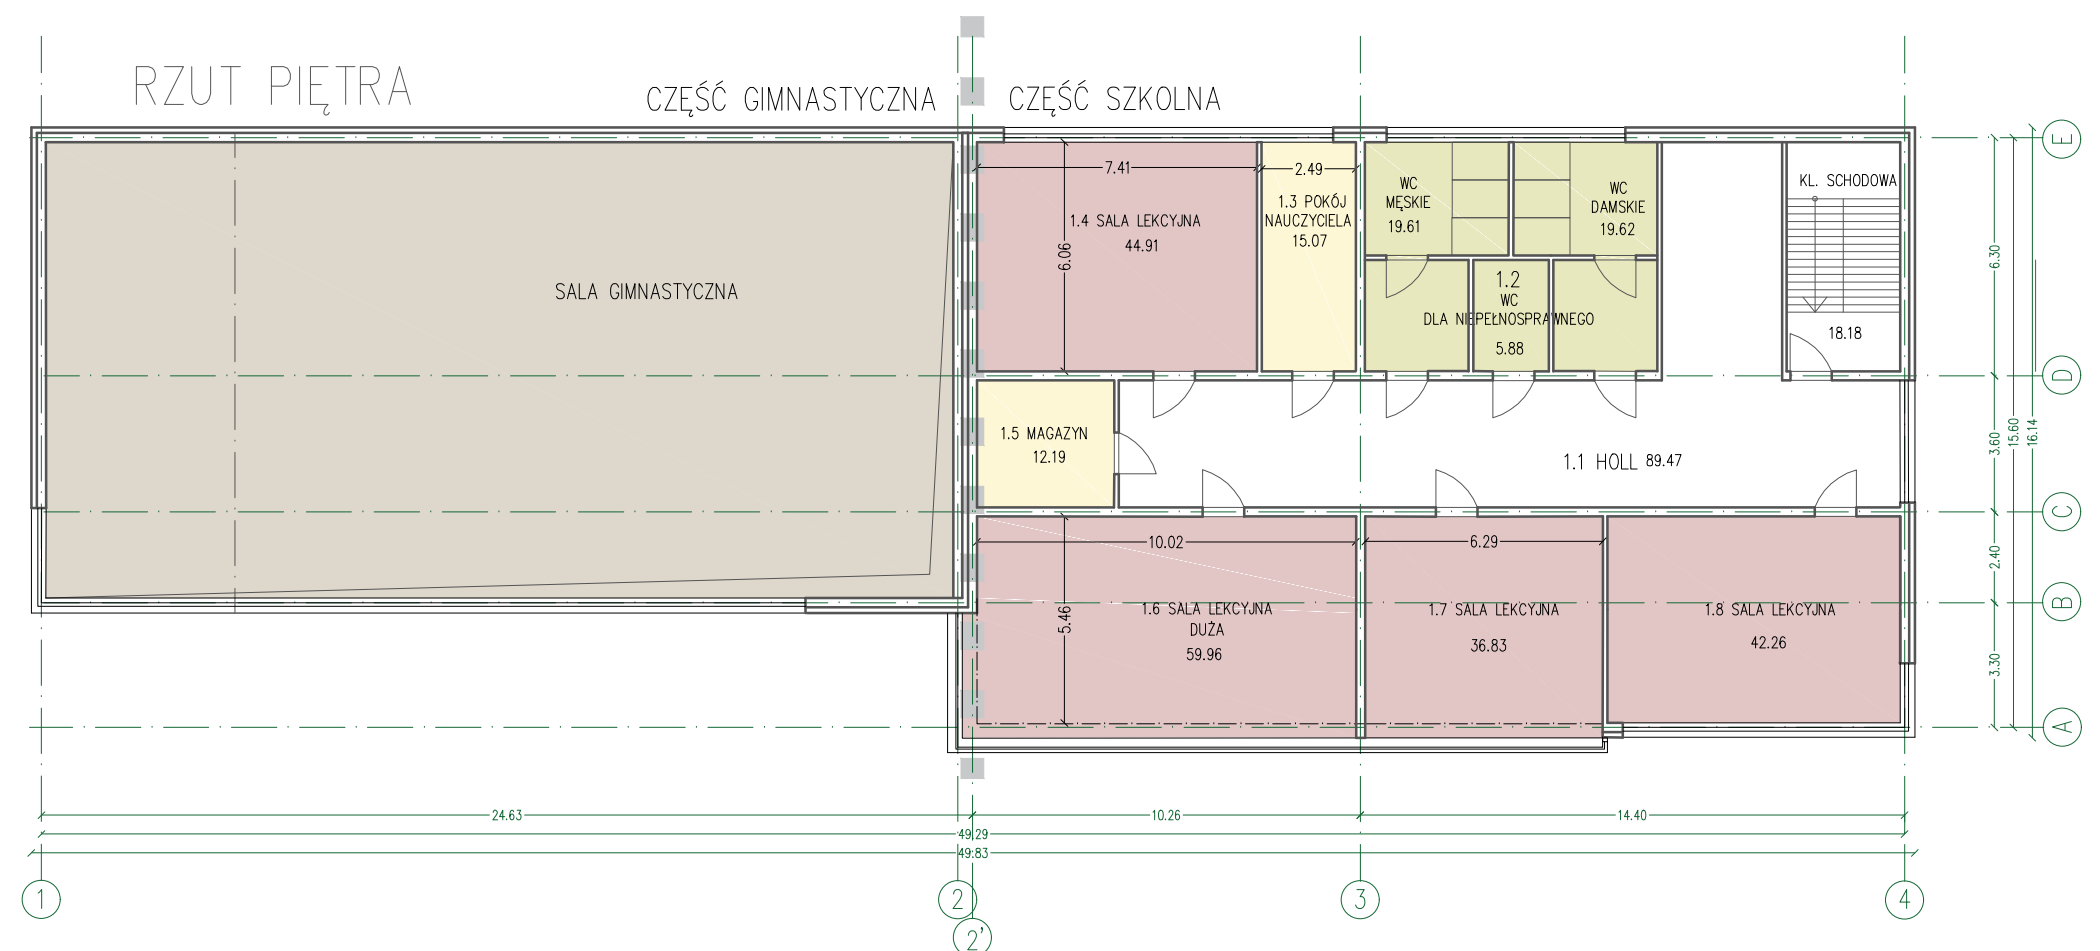 RZUT PIĘTRA
CZĘŚĆ GIMNASTYCZNA
CZĘŚĆ SZKOLNA
SALA GIMNASTYCZNA
7.41
6.06
1.4 SALA LEKCYJNA
44.91
2.49
1.3 POKÓJ
NAUCZYCIELA
15.07
WC
MĘSKIE
19.61
WC
DAMSKIE
19.62
1.2
WC
DLA NIEPEŁNOSPRAWNEGO
5.88
KL. SCHODOWA
18.18
1.5 MAGAZYN
12.19
1.1 HOLL 89.47
10.02
5.46
1.6 SALA LEKCYJNA
DUŻA
59.96
6.29
1.7 SALA LEKCYJNA
36.83
1.8 SALA LEKCYJNA
42.26
6.30
3.60
2.40
3.30
15.60
16.14
E
D
C
B
A
24.63
10.26
14.40
49.29
49.83
1
2
2'
3
4